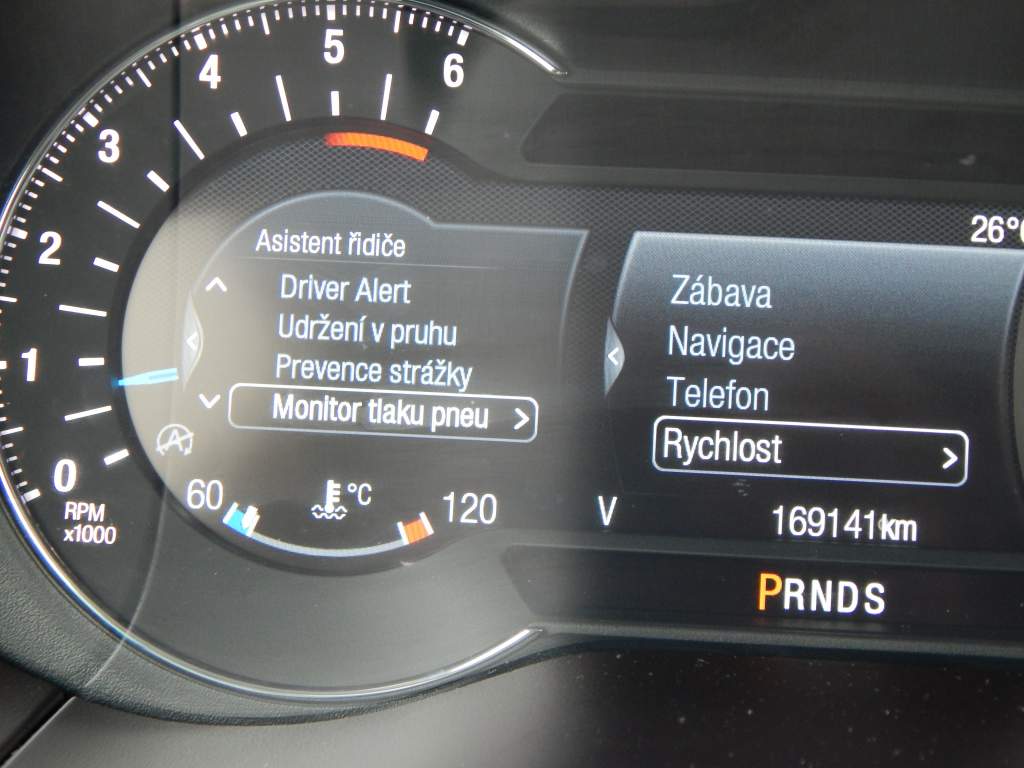 5
4
6
3
2
1
0
RPM
x1000
26°
Asistent řidiče
Driver Alert
Udržení v pruhu
Prevence strážky
Monitor tlaku pneu >
Zábava
Navigace
Telefon
Rychlost >
A
60
°C
120
V
169141km
PRNDS